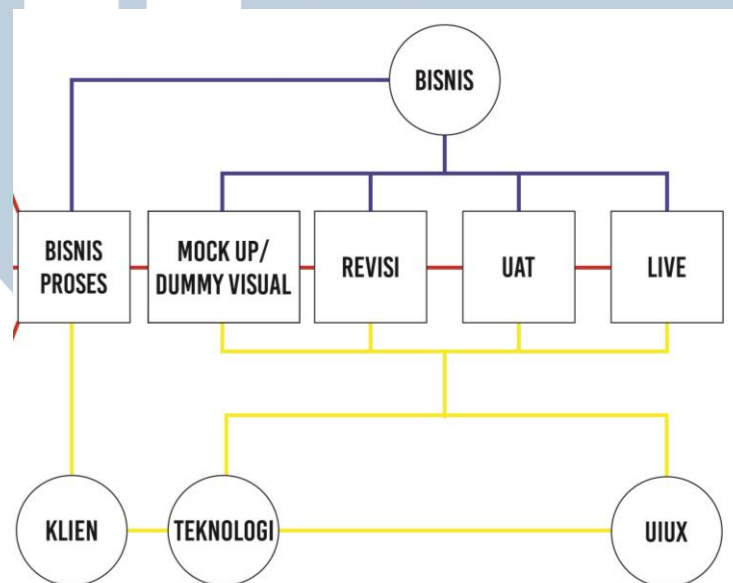 BISNIS
BISNIS
PROSES
MOCK UP/
DUMMY VISUAL
REVISI
UAT
LIVE
KLIEN
TEKNOLOGI
UIUX